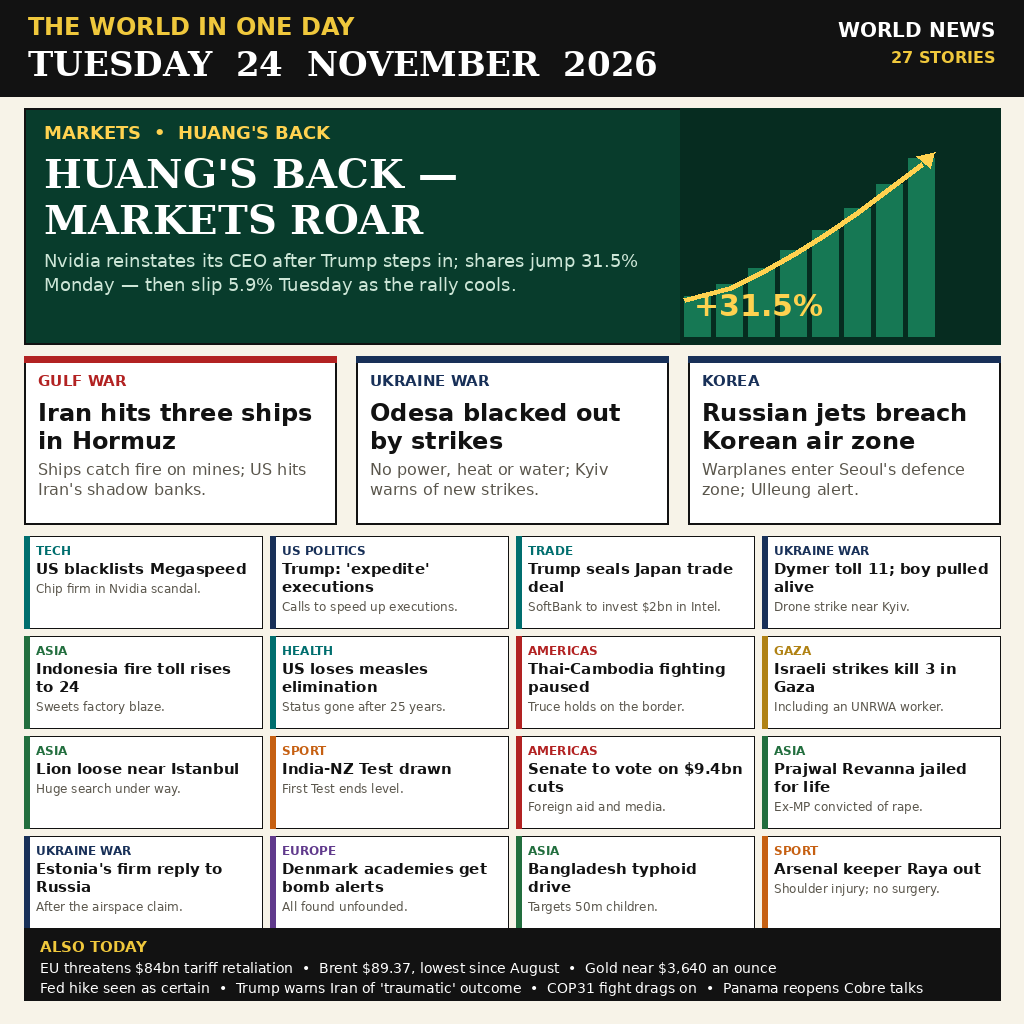 THE WORLD IN ONE DAY
TUESDAY 24 NOVEMBER 2026
WORLD NEWS
27 STORIES
MARKETS • HUANG'S BACK
HUANG'S BACK —
MARKETS ROAR
Nvidia reinstates its CEO after Trump steps in; shares jump 31.5%
Monday — then slip 5.9% Tuesday as the rally cools.
+31.5%
GULF WAR
Iran hits three ships
in Hormuz
Ships catch fire on mines; US hits
Iran's shadow banks.
UKRAINE WAR
Odesa blacked out
by strikes
No power, heat or water; Kyiv
warns of new strikes.
KOREA
Russian jets breach
Korean air zone
Warplanes enter Seoul's defence
zone; Ulleung alert.
TECH
US blacklists Megaspeed
Chip firm in Nvidia scandal.
US POLITICS
Trump: 'expedite'
executions
Calls to speed up executions.
TRADE
Trump seals Japan trade
deal
SoftBank to invest $2bn in Intel.
UKRAINE WAR
Dymer toll 11; boy pulled
alive
Drone strike near Kyiv.
ASIA
Indonesia fire toll rises
to 24
Sweets factory blaze.
HEALTH
US loses measles
elimination
Status gone after 25 years.
AMERICAS
Thai-Cambodia fighting
paused
Truce holds on the border.
GAZA
Israeli strikes kill 3 in
Gaza
Including an UNRWA worker.
ASIA
Lion loose near Istanbul
Huge search under way.
SPORT
India-NZ Test drawn
First Test ends level.
AMERICAS
Senate to vote on $9.4bn
cuts
Foreign aid and media.
ASIA
Prajwal Revanna jailed
for life
Ex-MP convicted of rape.
UKRAINE WAR
Estonia's firm reply to
Russia
After the airspace claim.
EUROPE
Denmark academies get
bomb alerts
All found unfounded.
ASIA
Bangladesh typhoid
drive
Targets 50m children.
SPORT
Arsenal keeper Raya out
Shoulder injury; no surgery.
ALSO TODAY
EU threatens $84bn tariff retaliation • Brent $89.37, lowest since August • Gold near $3,640 an ounce
Fed hike seen as certain • Trump warns Iran of 'traumatic' outcome • COP31 fight drags on • Panama reopens Cobre talks